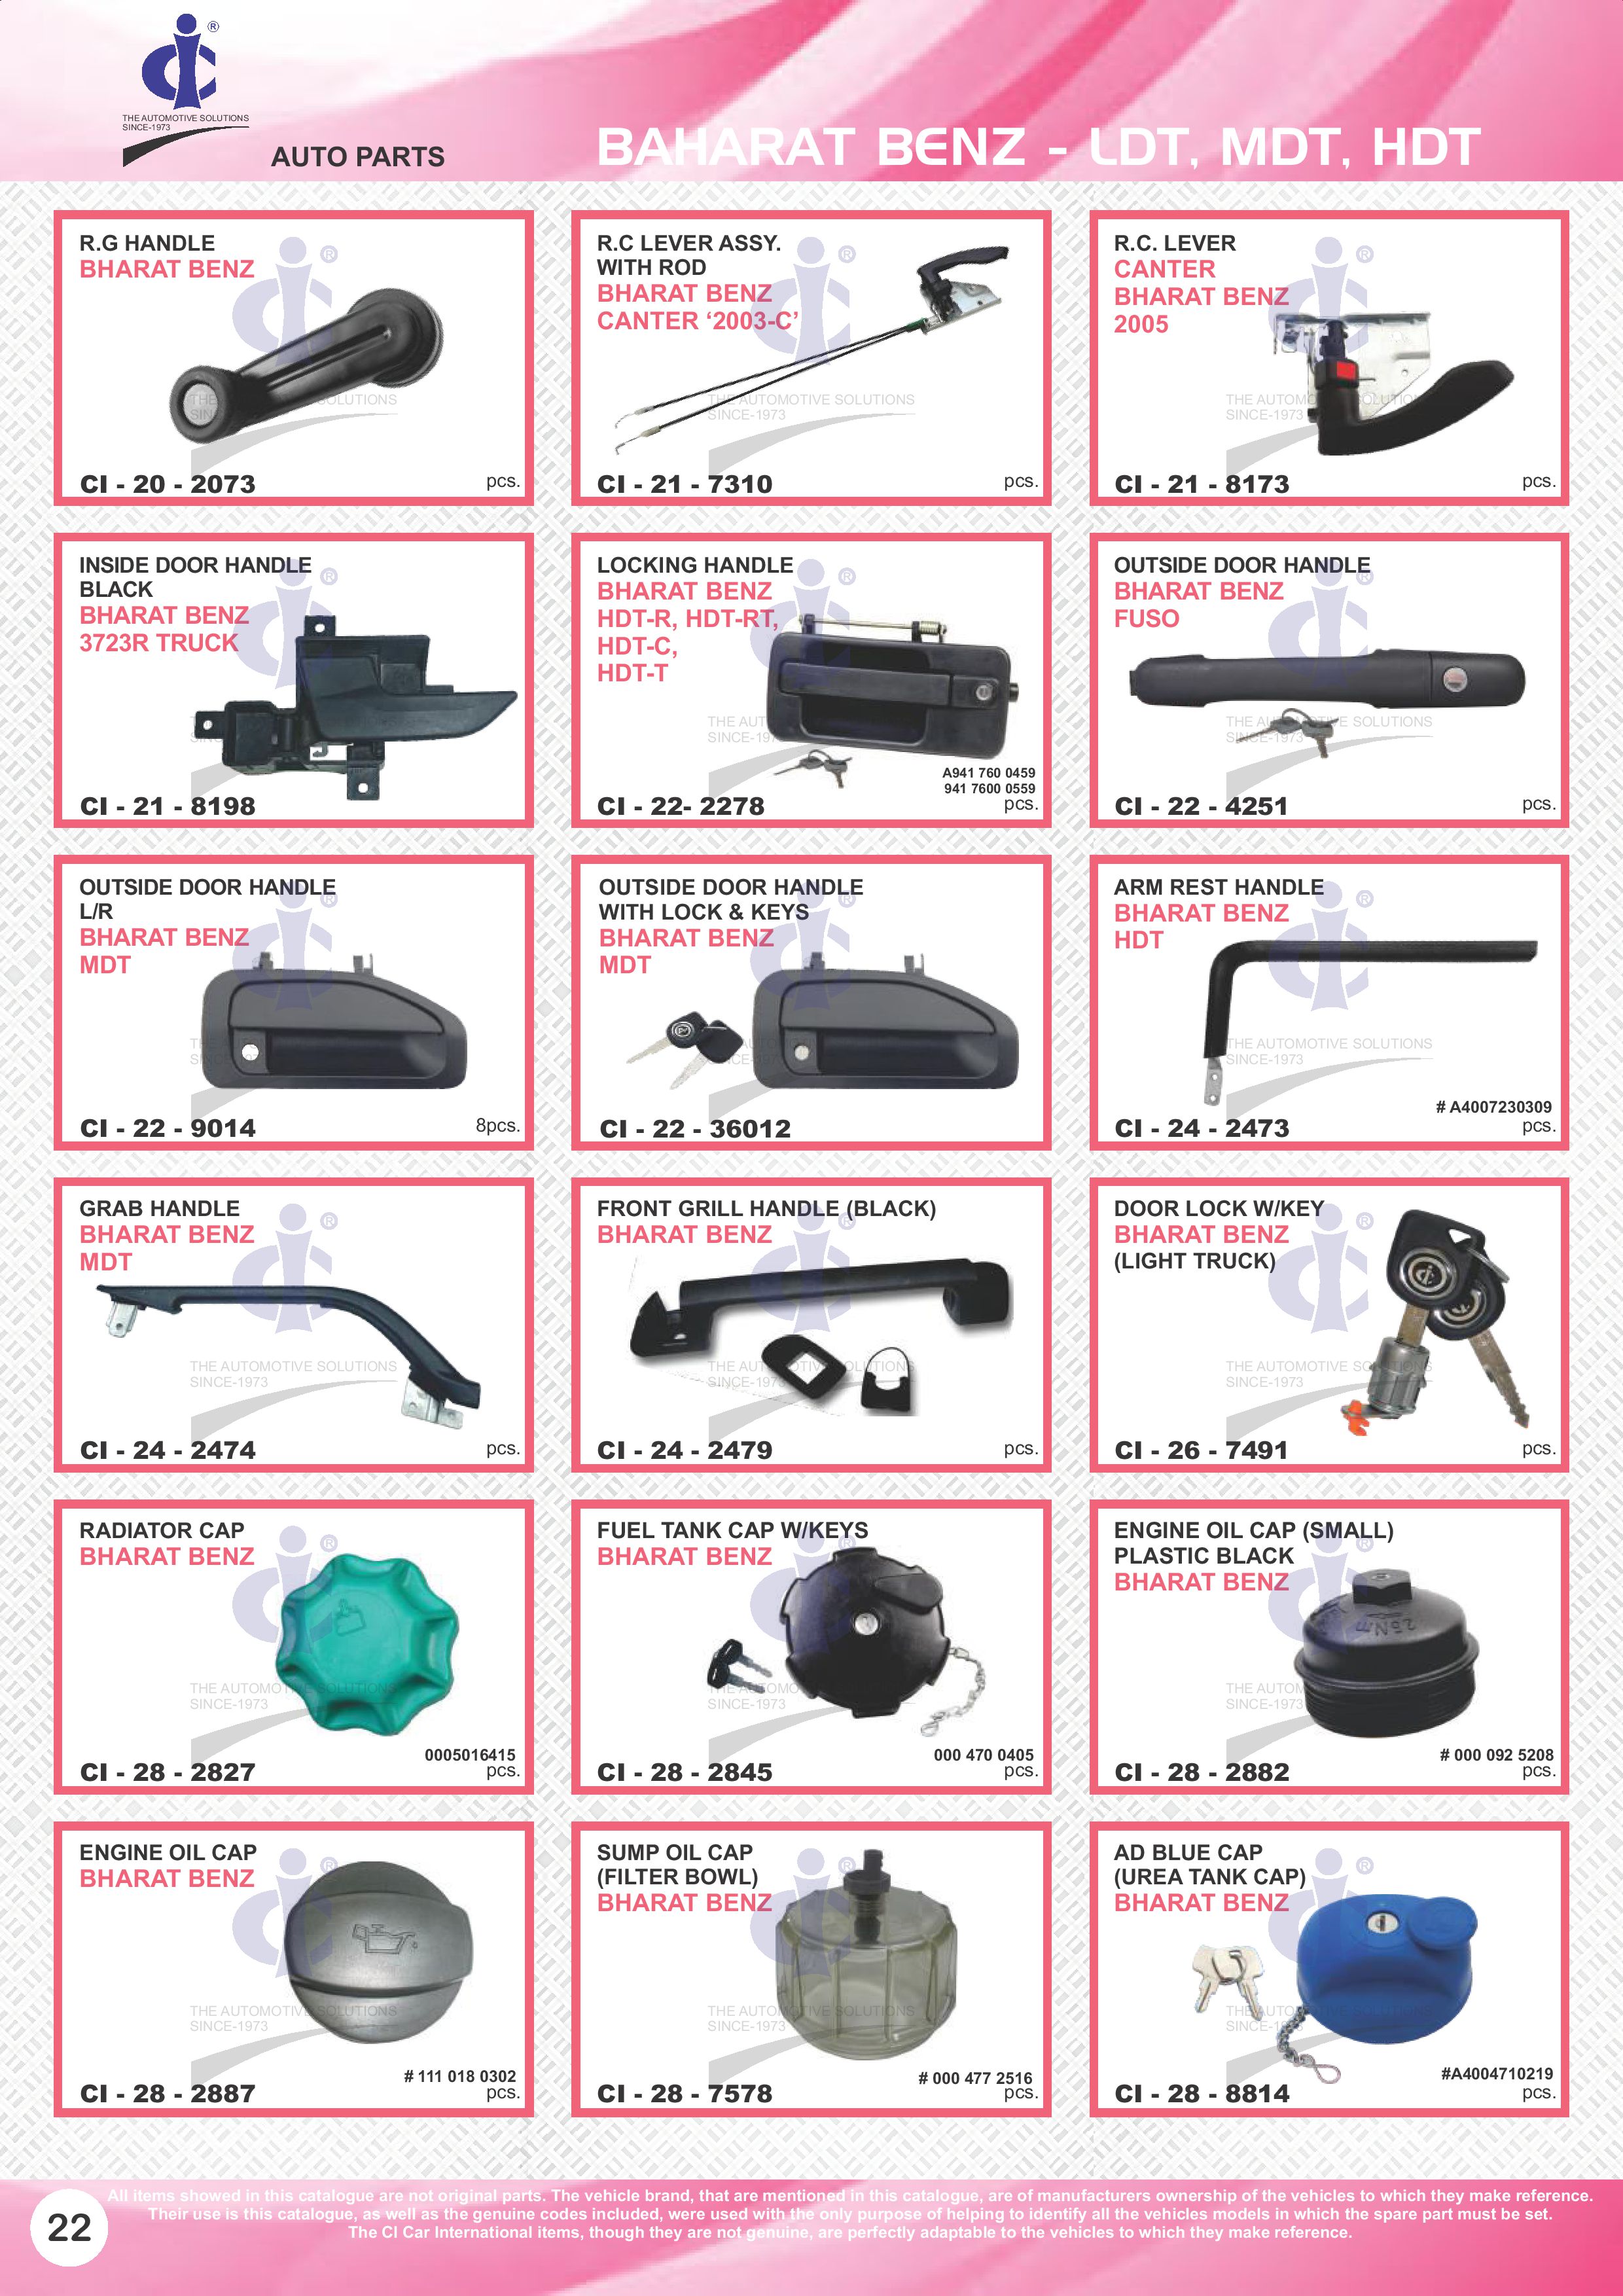 ®
THE AUTOMOTIVE SOLUTIONS
SINCE-1973
AUTO PARTS
BAHARAT BENZ - LDT, MDT, HDT
R.G HANDLE
BHARAT BENZ
CI - 20 - 2073
pcs.
R.C LEVER ASSY.
WITH ROD
BHARAT BENZ
CANTER ‘2003-C’
CI - 21 - 7310
pcs.
R.C. LEVER
CANTER
BHARAT BENZ
2005
CI - 21 - 8173
pcs.
INSIDE DOOR HANDLE
BLACK
BHARAT BENZ
3723R TRUCK
CI - 21 - 8198
LOCKING HANDLE
BHARAT BENZ
HDT-R, HDT-RT,
HDT-C,
HDT-T
A941 760 0459
941 7600 0559
CI - 22- 2278
pcs.
OUTSIDE DOOR HANDLE
BHARAT BENZ
FUSO
CI - 22 - 4251
pcs.
OUTSIDE DOOR HANDLE
L/R
BHARAT BENZ
MDT
CI - 22 - 9014
8pcs.
OUTSIDE DOOR HANDLE
WITH LOCK & KEYS
BHARAT BENZ
MDT
CI - 22 - 36012
ARM REST HANDLE
BHARAT BENZ
HDT
# A4007230309
CI - 24 - 2473
pcs.
GRAB HANDLE
BHARAT BENZ
MDT
CI - 24 - 2474
pcs.
FRONT GRILL HANDLE (BLACK)
BHARAT BENZ
CI - 24 - 2479
pcs.
DOOR LOCK W/KEY
BHARAT BENZ
(LIGHT TRUCK)
CI - 26 - 7491
pcs.
RADIATOR CAP
BHARAT BENZ
0005016415
CI - 28 - 2827
pcs.
FUEL TANK CAP W/KEYS
BHARAT BENZ
000 470 0405
CI - 28 - 2845
pcs.
ENGINE OIL CAP (SMALL)
PLASTIC BLACK
BHARAT BENZ
25Nm
# 000 092 5208
CI - 28 - 2882
pcs.
ENGINE OIL CAP
BHARAT BENZ
# 111 018 0302
CI - 28 - 2887
pcs.
SUMP OIL CAP
(FILTER BOWL)
BHARAT BENZ
# 000 477 2516
CI - 28 - 7578
pcs.
AD BLUE CAP
(UREA TANK CAP)
BHARAT BENZ
#A4004710219
CI - 28 - 8814
pcs.
22
All items showed in this catalogue are not original parts. The vehicle brand, that are mentioned in this catalogue, are of manufacturers ownership of the vehicles to which they make reference.
Their use is this catalogue, as well as the genuine codes included, were used with the only purpose of helping to identify all the vehicles models in which the spare part must be set.
The CI Car International items, though they are not genuine, are perfectly adaptable to the vehicles to which they make reference.